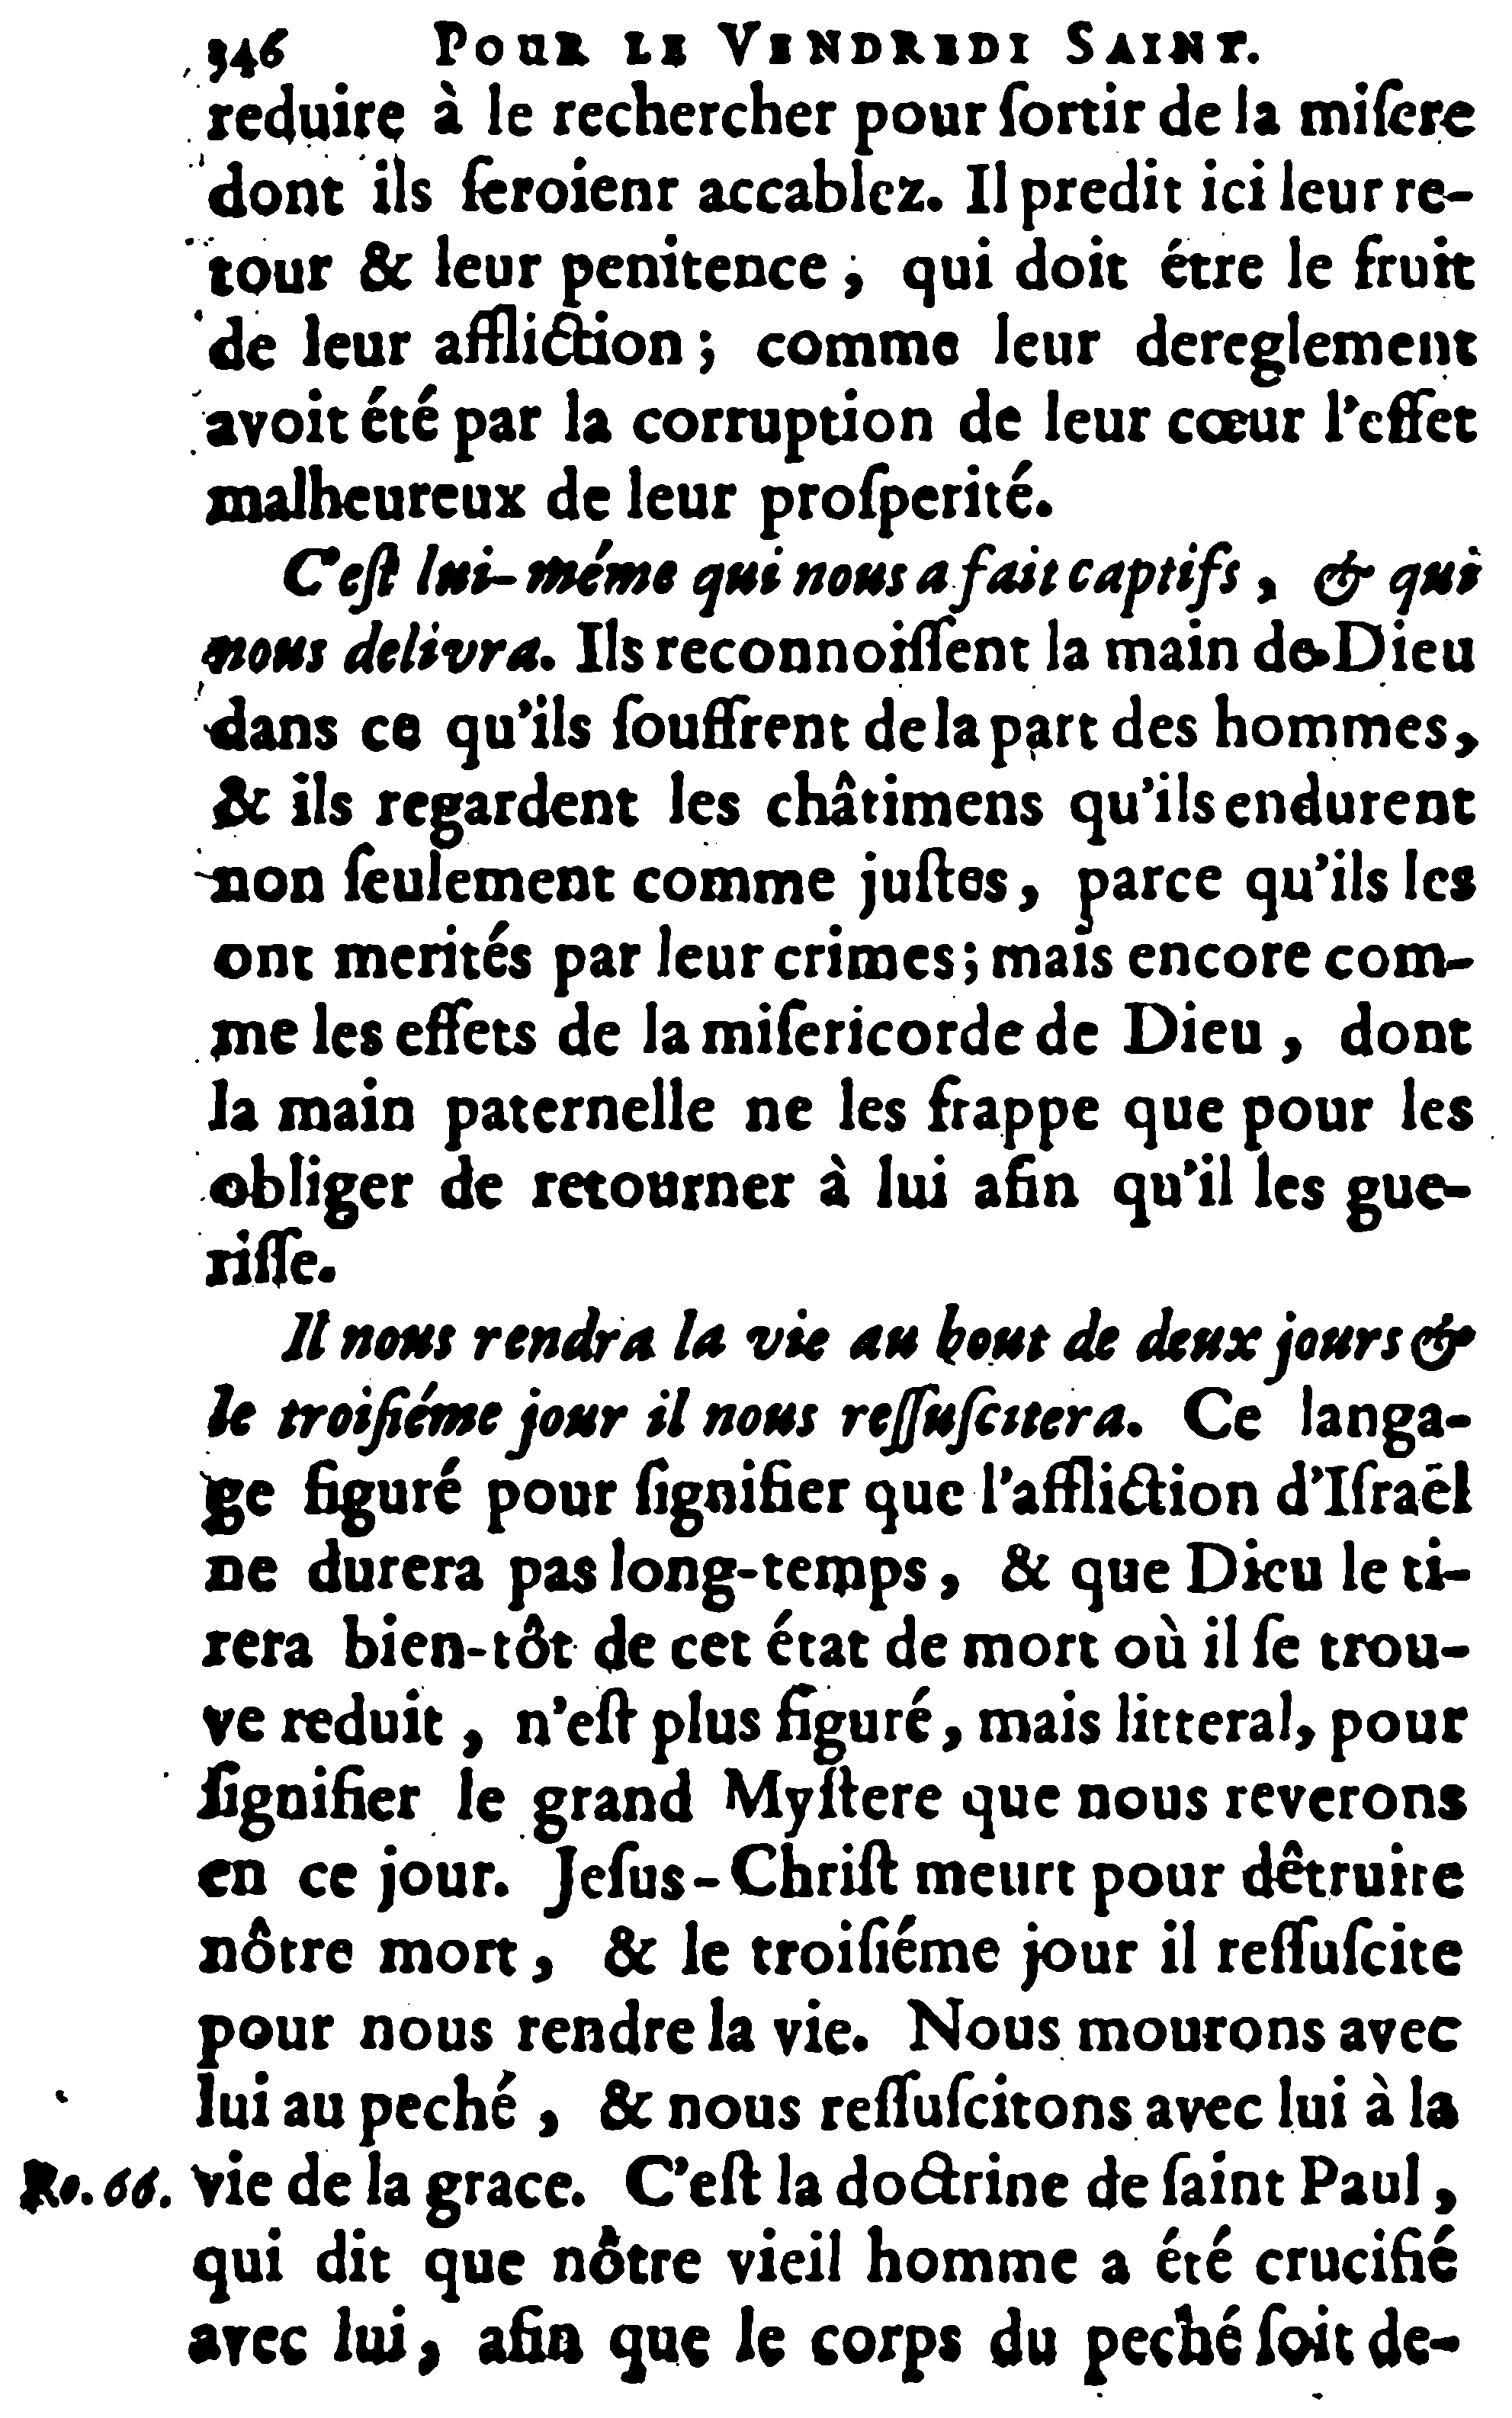 346 POUR LE VENDREDI SAINT.
reduire à le rechercher pour ſortir de la miſere
dont ils ſeroient accablez. Il predit ici leur re-
tour & leur penitence ; qui doit étre le fruit
de leur affliction ; comme leur dereglement
avoit été par la corruption de leur cœur l'effet
malheureux de leur proſperité.
C'eſt lui-méme qui nous a fait captifs, & qui
nous delivra. Ils reconnoiſſent la main de Dieu
dans ce qu'ils ſouffrent de la part des hommes,
& ils regardent les châtimens qu'ils endurent
non ſeulement comme juſtes, parce qu'ils les
ont merités par leur crimes ; mais encore com-
me les effets de la miſericorde de Dieu, dont
la main paternelle ne les frappe que pour les
obliger de retourner à lui afin qu'il les gue-
riſſe.
Il nous rendra la vie au bout de deux jours &
le troiſiéme jour il nous reſſuſcitera. Ce langa-
ge figuré pour ſignifier que l'affliction d'Iſraël
ne durera pas long-temps, & que Dieu le ti-
rera bien-tôt de cet état de mort où il ſe trou-
ve reduit, n'eſt plus figuré, mais litteral, pour
ſignifier le grand Myſtere que nous reverons
en ce jour. Jeſus-Chriſt meurt pour dêtruire
nôtre mort, & le troiſiéme jour il reſſuſcite
pour nous rendre la vie. Nous mourons avec
lui au peché, & nous reſſuſcitons avec lui à la
Ro. 66. vie de la grace. C'eſt la doctrine de ſaint Paul,
qui dit que nôtre vieil homme a été crucifié
avec lui, afin que le corps du peché ſoit de-